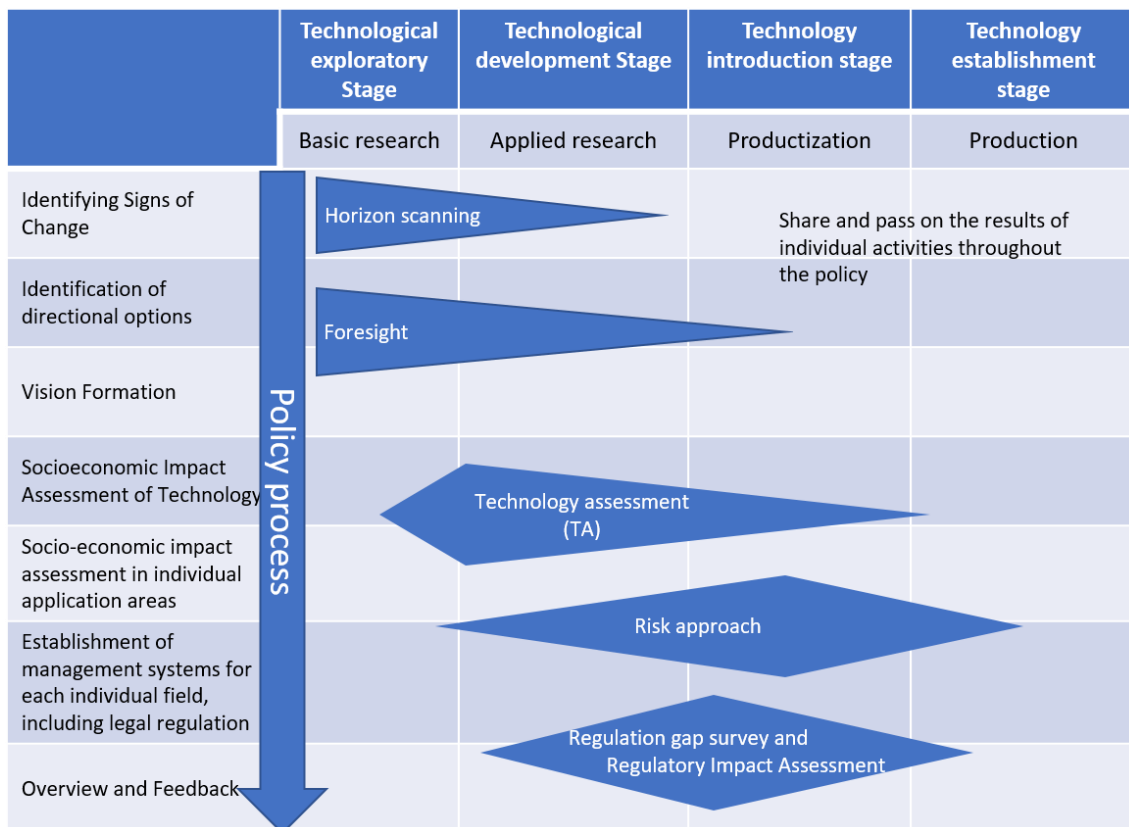 Technological
exploratory
Stage
Technological
development Stage
Technology
introduction stage
Technology
establishment
stage
Basic research
Applied research
Productization
Production
Policy process
Identifying Signs of
Change
Horizon scanning
Share and pass on the results of
individual activities throughout
the policy
Identification of
directional options
Foresight
Vision Formation
Socioeconomic Impact
Assessment of Technology
Technology assessment
(TA)
Socio-economic impact
assessment in individual
application areas
Risk approach
Establishment of
management systems for
each individual field,
including legal regulation
Regulation gap survey and
Regulatory Impact Assessment
Overview and Feedback